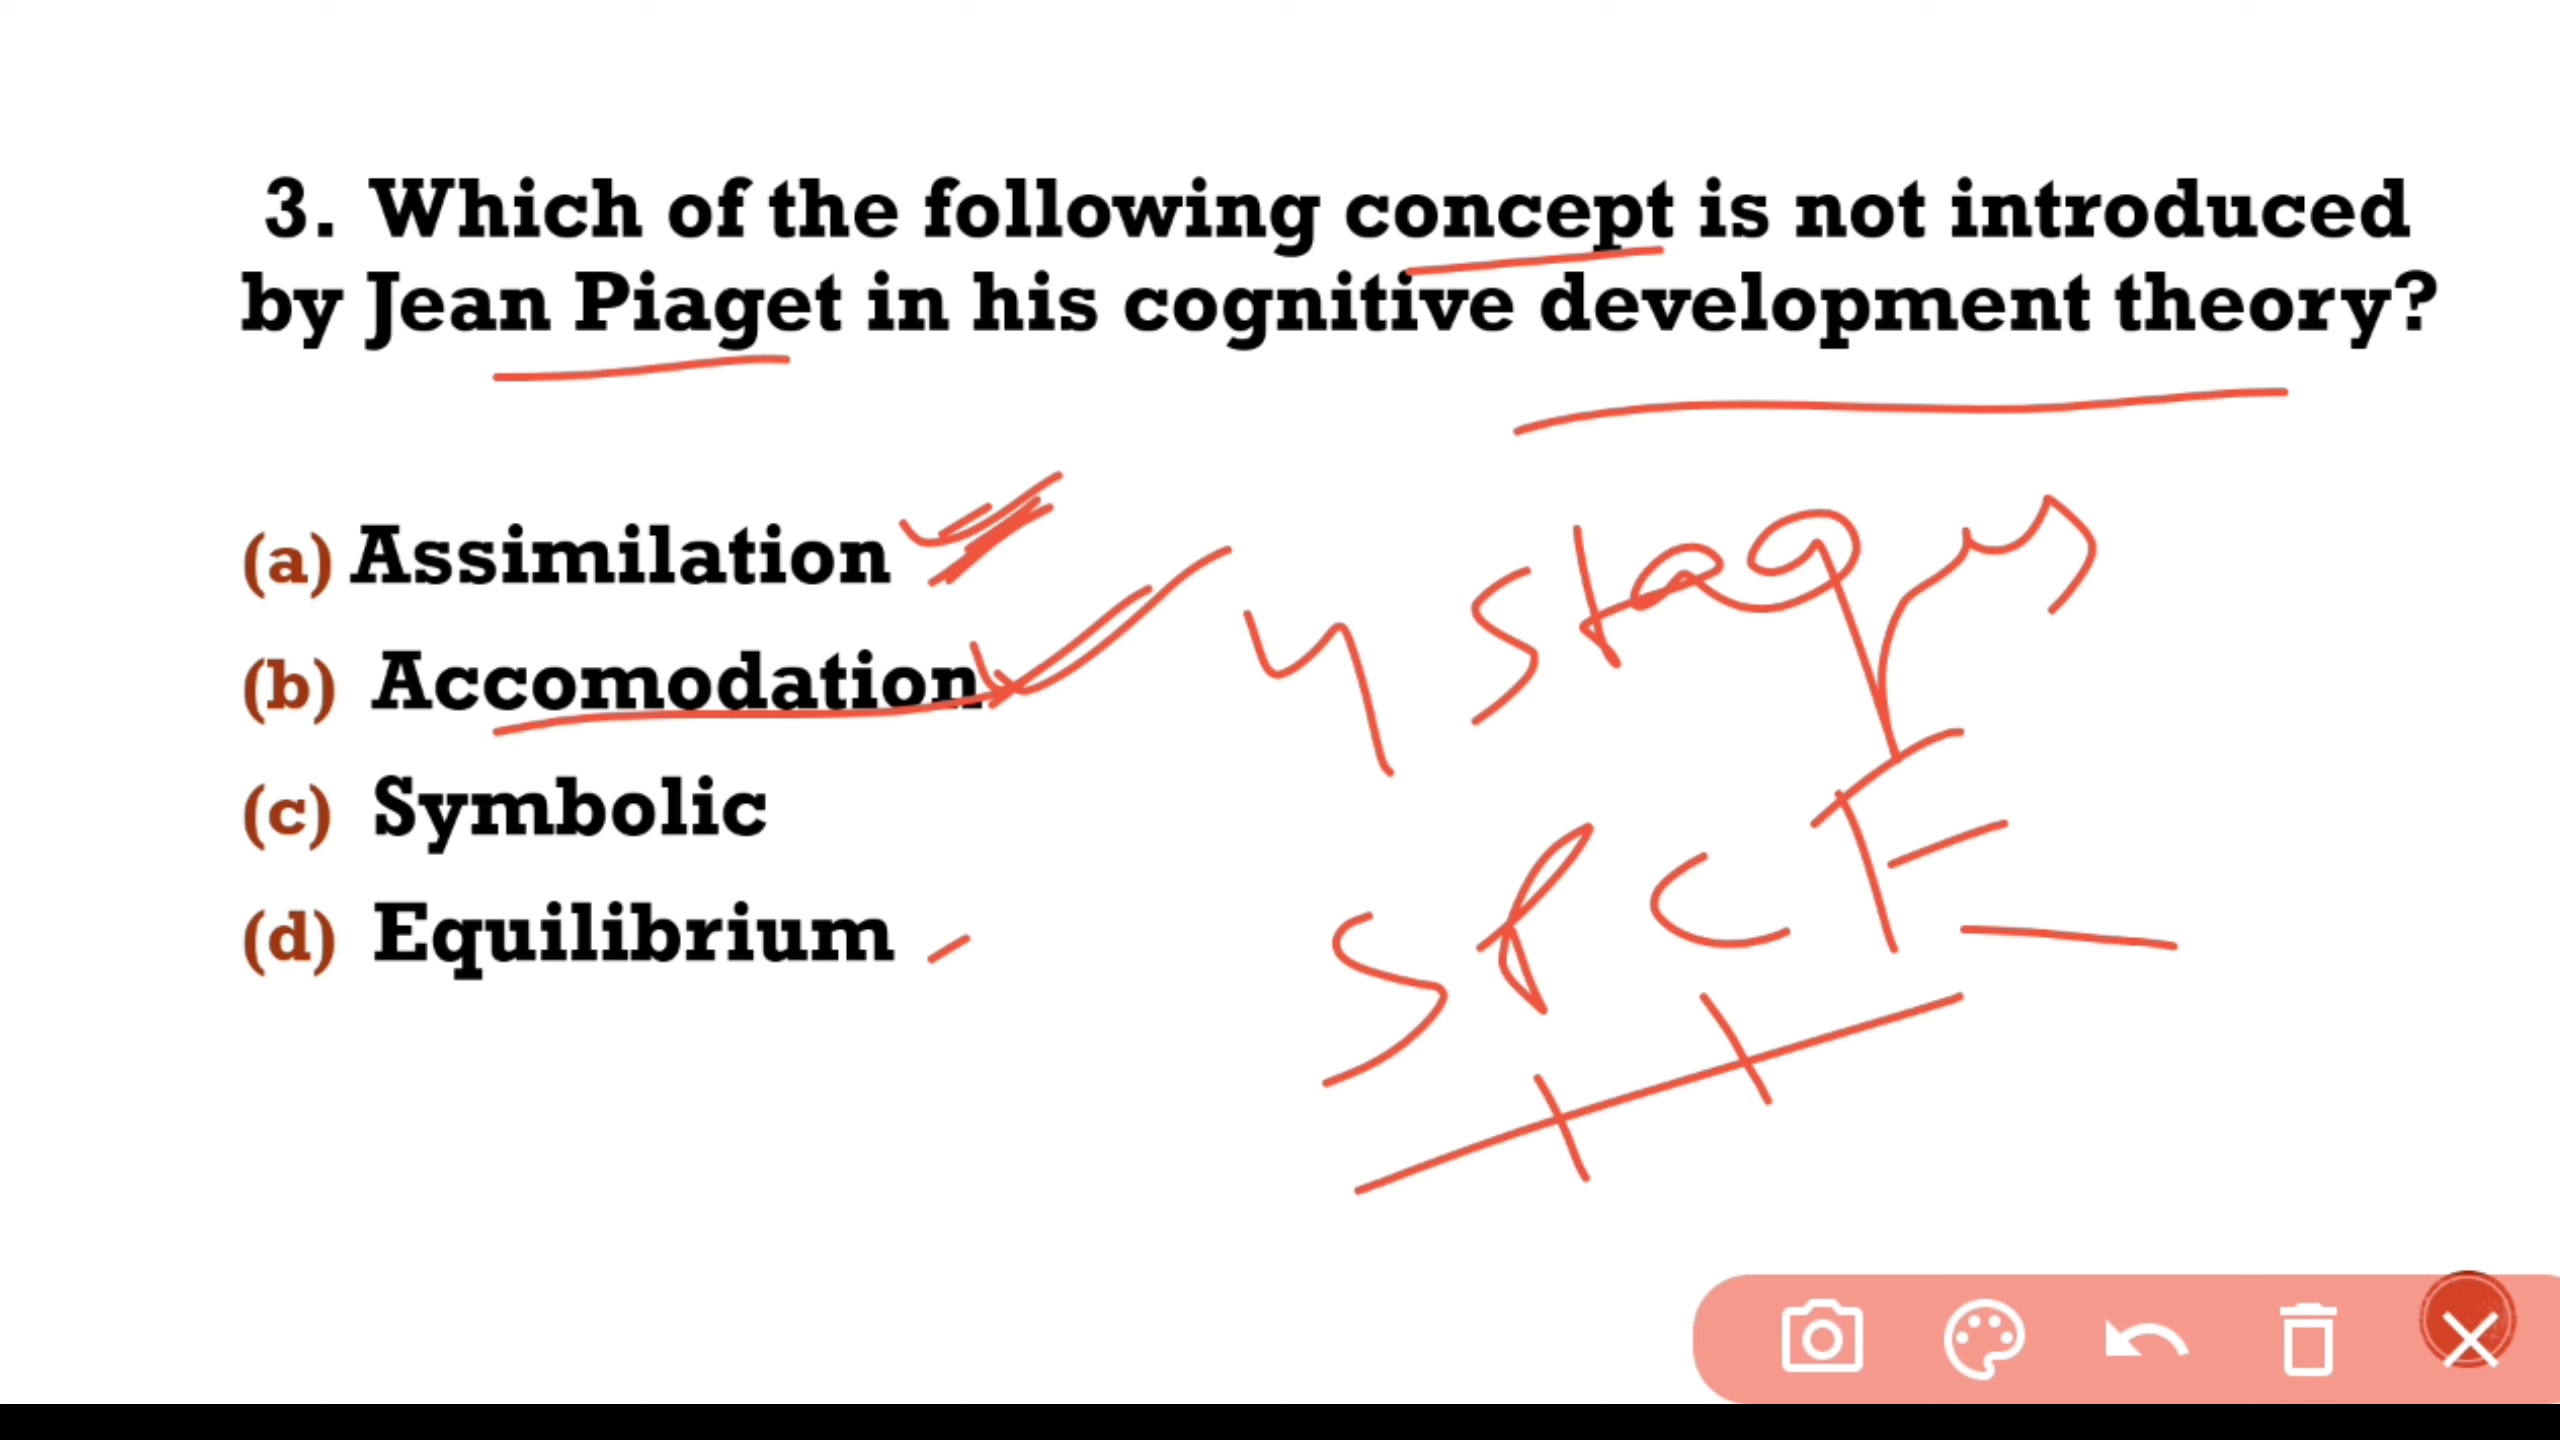 3. Which of the following concept is not introduced
by Jean Piaget in his cognitive development theory?
(a) Assimilation
(b) Accomodation
4 stages
(c) Symbolic
S P C F
(d) Equilibrium